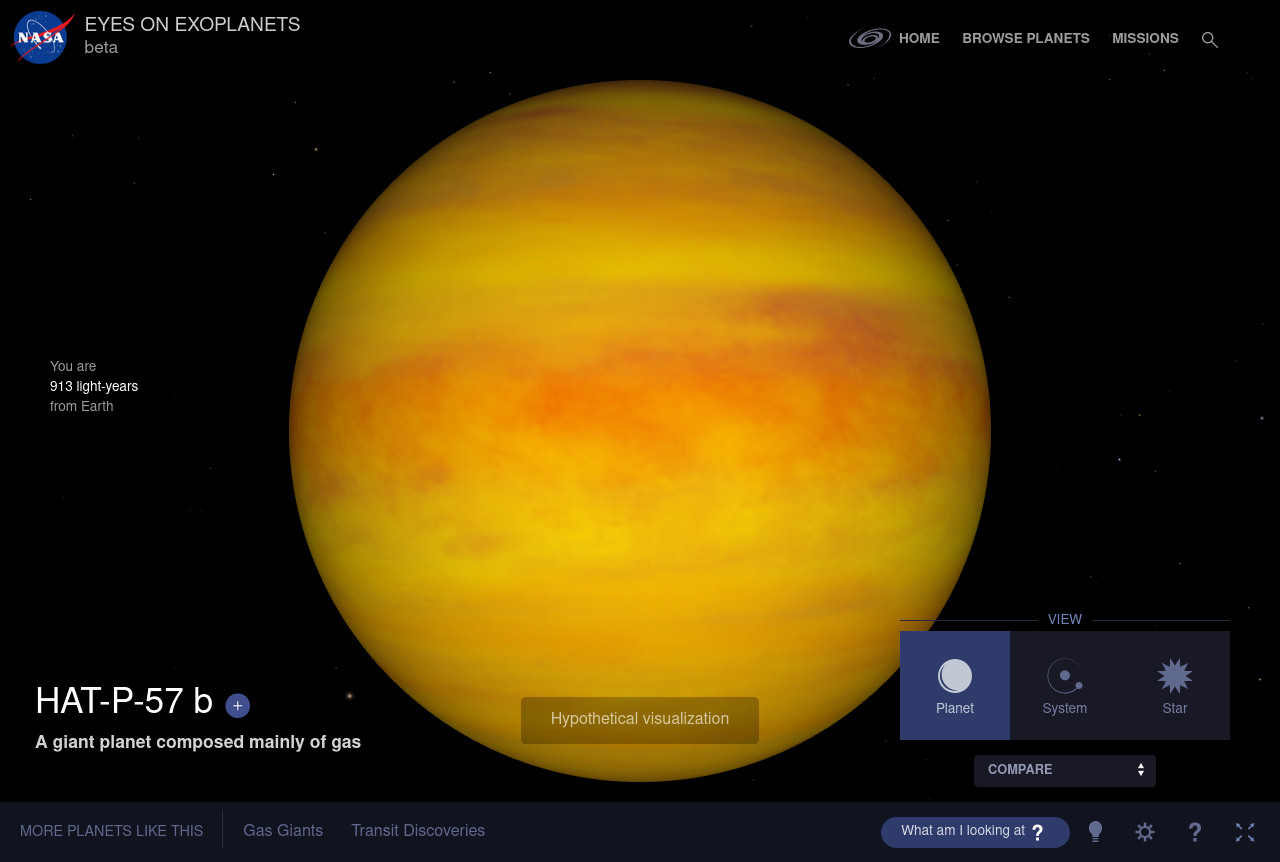 NASA
EYES ON EXOPLANETS
beta
HOME
BROWSE PLANETS
MISSIONS
You are
913 light-years
from Earth
HAT-P-57 b +
A giant planet composed mainly of gas
Hypothetical visualization
VIEW
Planet
System
Star
COMPARE
MORE PLANETS LIKE THIS
Gas Giants
Transit Discoveries
What am I looking at ?
?